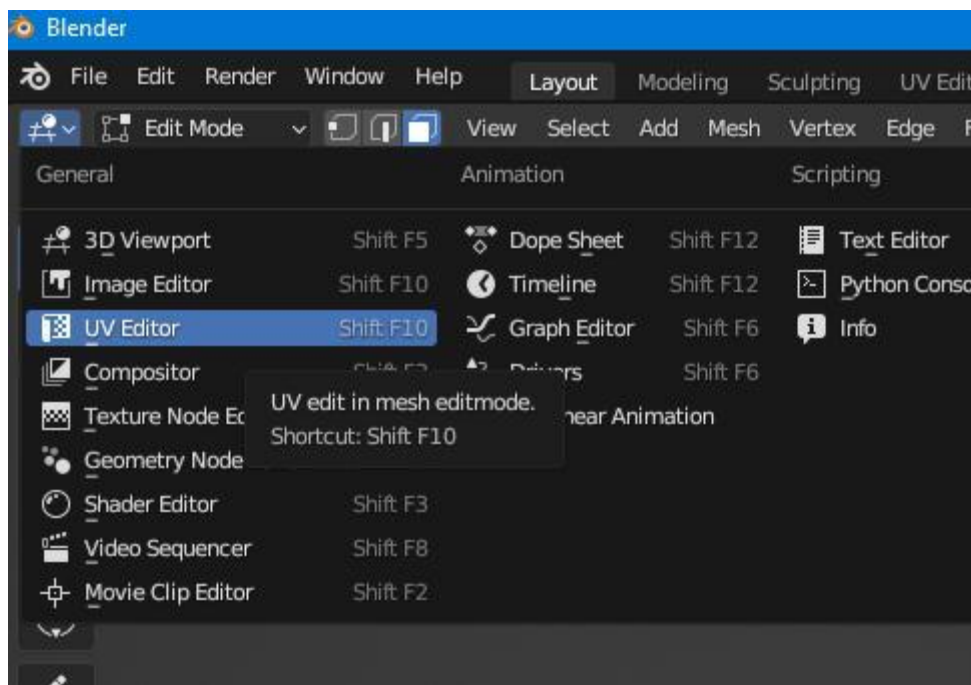 Blender
File Edit Render Window Help Layout Modeling Sculpting UV Edit
Edit Mode View Select Add Mesh Vertex Edge
General Animation Scripting
3D Viewport Shift F5 Dope Sheet Shift F12 Text Editor
Image Editor Shift F10 Timeline Shift F12 Python Conso
UV Editor Shift F10 Graph Editor Shift F6 Info
Compositor Shift F3 Drivers Shift F6
UV edit in mesh editmode.
Texture Node Ed near Animation
Shortcut: Shift F10
Geometry Node
Shader Editor Shift F3
Video Sequencer Shift F8
Movie Clip Editor Shift F2